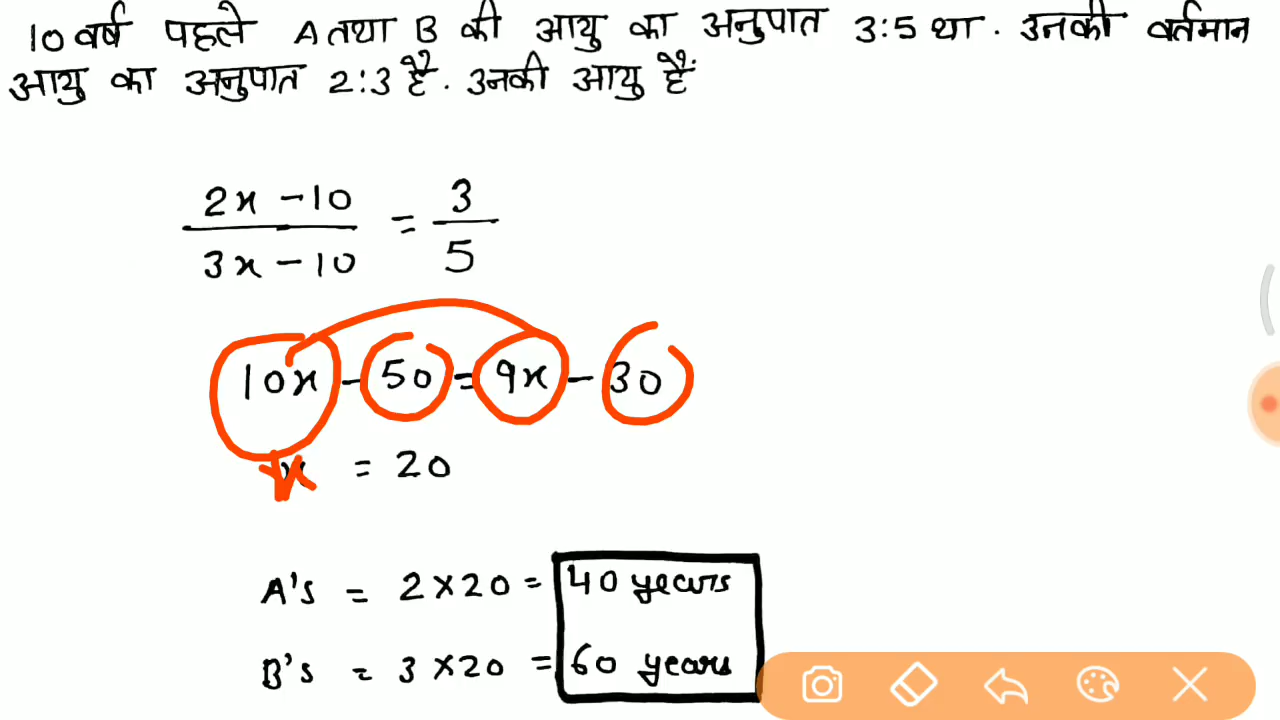 10 वर्ष पहले A तथा B की आयु का अनुपात 3:5 था. उनकी वर्तमान
आयु का अनुपात 2:3 है. उनकी आयु है
2x - 10
3x - 10
=
3
5
10x - 50 = 9x - 30
x = 20
A's = 2 × 20 = 40 years
B's = 3 × 20 = 60 years